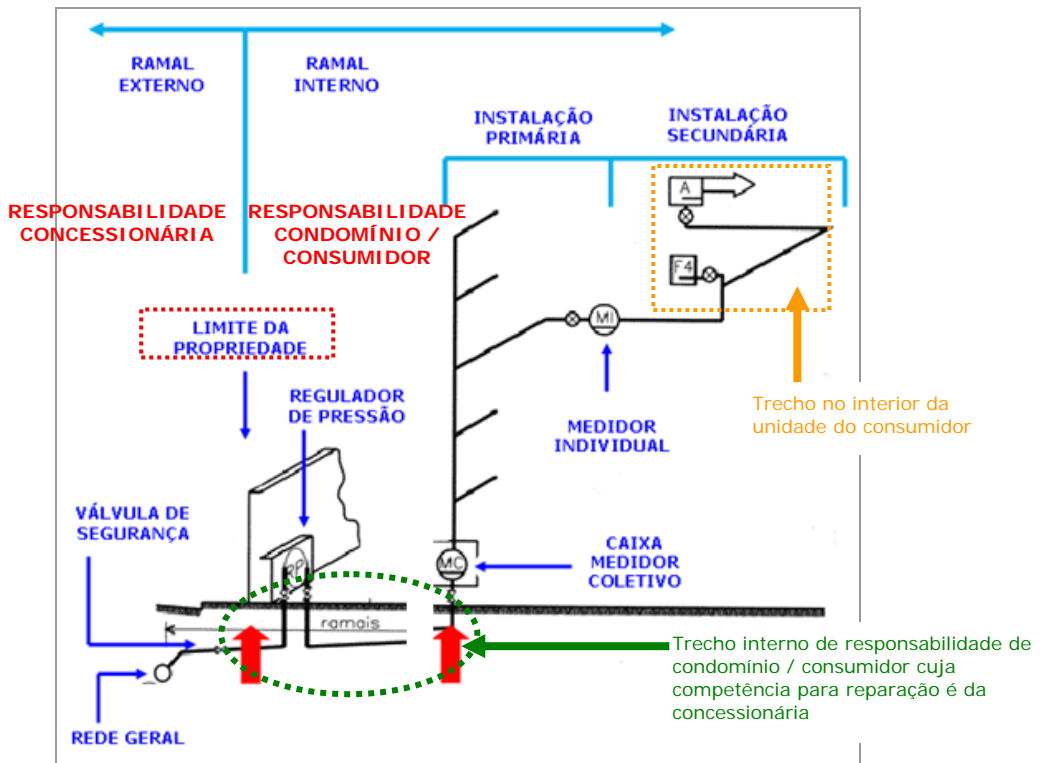 RAMAL
EXTERNO
RAMAL
INTERNO
INSTALAÇÃO
PRIMÁRIA
INSTALAÇÃO
SECUNDÁRIA
A
RESPONSABILIDADE
CONCESSIONÁRIA
RESPONSABILIDADE
CONDOMÍNIO /
CONSUMIDOR
F4
MI
LIMITE DA
PROPRIEDADE
REGULADOR
DE PRESSÃO
MEDIDOR
INDIVIDUAL
Trecho no interior da
unidade do consumidor
VÁLVULA DE
SEGURANÇA
RP
MC
CAIXA
MEDIDOR
COLETIVO
ramais
Trecho interno de responsabilidade de
condomínio / consumidor cuja
competência para reparação é da
concessionária
REDE GERAL